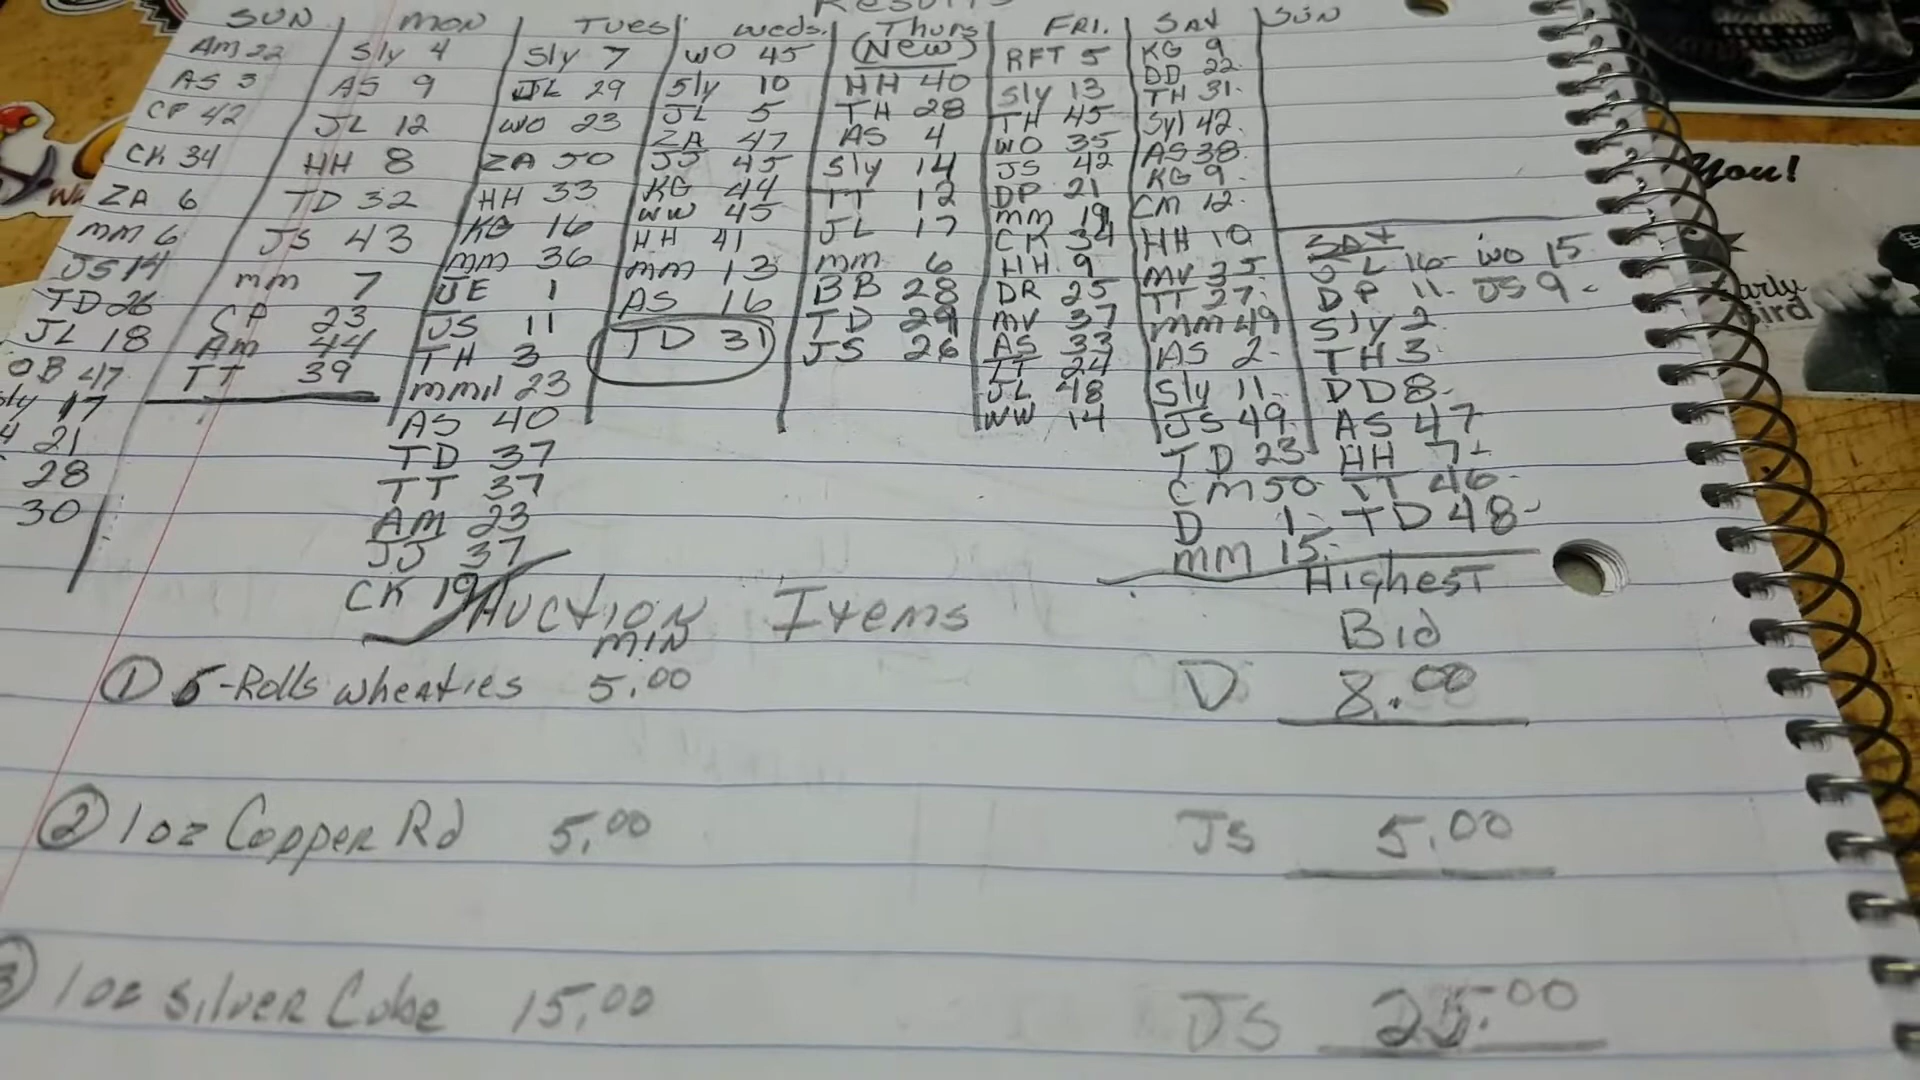 Results
SUN MON TUES Weds. Thurs FRI. SAT SUN
Am 22
AS 3
CP 42
CK 34
ZA 6
mm 6
JS 14
TD 26
JL 18
OB 47
Sly 17
21
28
30
Sly 4
AS 9
JL 12
HH 8
TD 32
JS 43
mm 7
CP 23
Am 44
TT 39
Sly 7
JL 29
WO 23
ZA 50
HH 33
KG 16
mm 36
JE 1
JS 11
TH 3
mm11 23
AS 40
TD 37
TT 37
AM 23
JJ 37
CK 19
WO 45
Sly 10
JL 5
ZA 47
JJ 45
KG 44
WW 45
HH 41
mm 13
AS 16
TD 31
(New)
HH 40
TH 28
AS 4
Sly 14
TT 12
JL 17
mm 6
BB 28
TD 29
JS 26
RFT 5
Sly 13
TH 45
WO 35
JS 42
DP 21
mm 19
CK 34
HH 9
DR 25
MV 37
AS 33
TT 24
JL 48
WW 14
KG 9
DD 22
TH 31-
Syl 42-
AS 38-
KG 9-
CM 12-
HH 10
MV 35-
TT 27-
mm 49
AS 2-
Sly 11-
JS 49-
TD 23-
CM 50
D 1-
mm 15-
SAT
JL 16- WO 15
DP 11- JS 9-
Sly 2
TH 3-
DD 8-
AS 47
HH 7-
TT 46-
TD 48-
Auction Items Highest
MIN Bid
① 5-Rolls wheaties 5.00 D 8.00
② 1 oz Copper Rd 5.00 JS 5.00
③ 1 oz Silver Cube 15.00 JS 25.00
You!
Early
Bird